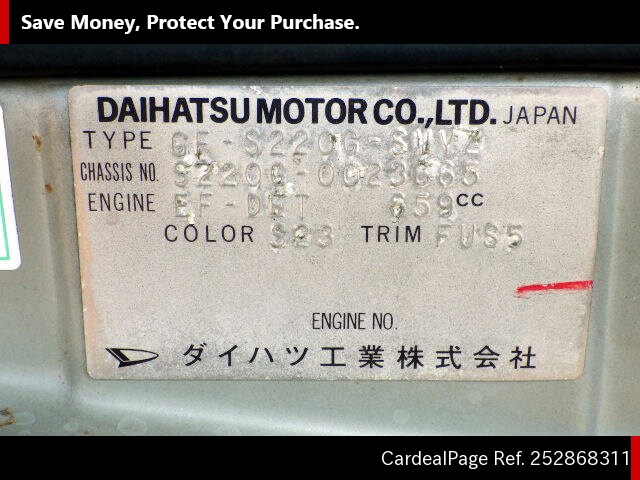 Save Money, Protect Your Purchase.
DAIHATSU MOTOR CO.,LTD. JAPAN
TYPE GF-S220G-SMVZ
CHASSIS NO. S220G-0023665
ENGINE EF-DET 659CC
COLOR S23 TRIM FUS5
ENGINE NO.
ダイハツ工業株式会社
CardealPage Ref. 252868311